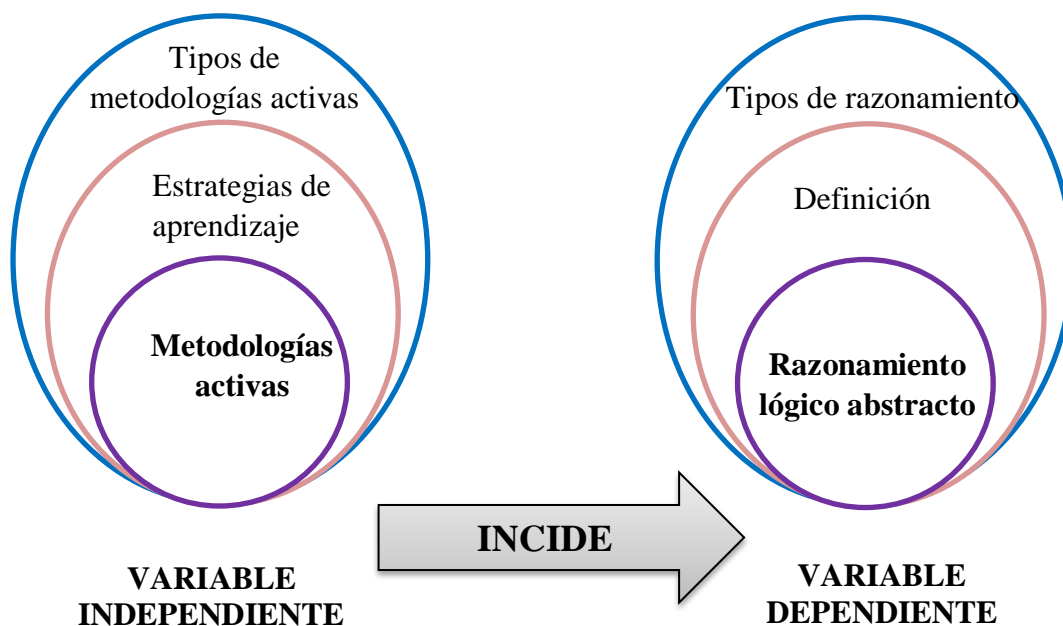 Tipos de
metodologías activas
Estrategias de
aprendizaje
Metodologías
activas
VARIABLE
INDEPENDIENTE
INCIDE
Tipos de razonamiento
Definición
Razonamiento
lógico abstracto
VARIABLE
DEPENDIENTE